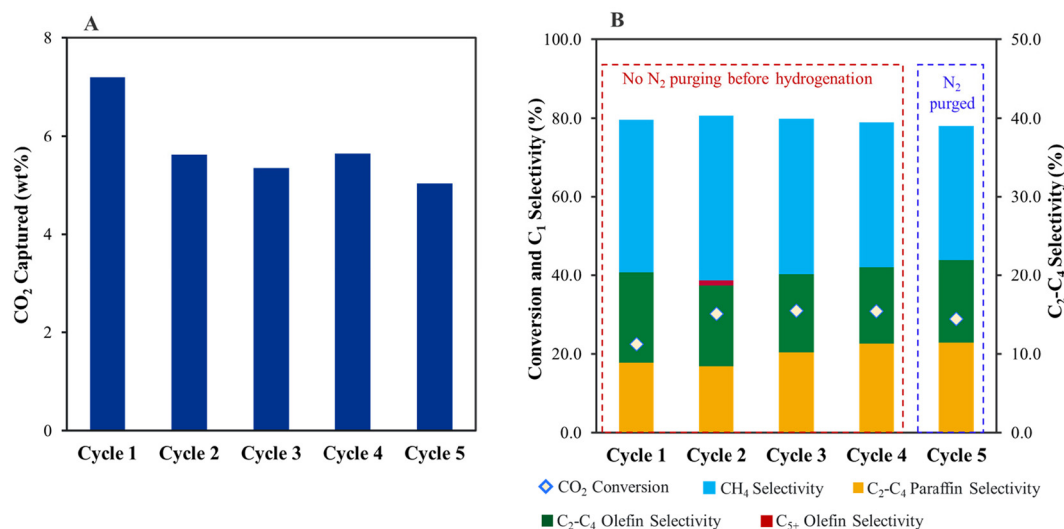 A
CO₂ Captured (wt%)
8
6
4
2
0
Cycle 1 Cycle 2 Cycle 3 Cycle 4 Cycle 5
B
Conversion and C₁ Selectivity (%)
100.0
80.0
60.0
40.0
20.0
0.0
No N₂ purging before hydrogenation
N₂
purged
50.0
40.0
30.0
20.0
10.0
0.0
C₂-C₄ Selectivity (%)
Cycle 1 Cycle 2 Cycle 3 Cycle 4 Cycle 5
CO₂ Conversion CH₄ Selectivity C₂-C₄ Paraffin Selectivity
C₂-C₄ Olefin Selectivity C₅₊ Olefin Selectivity